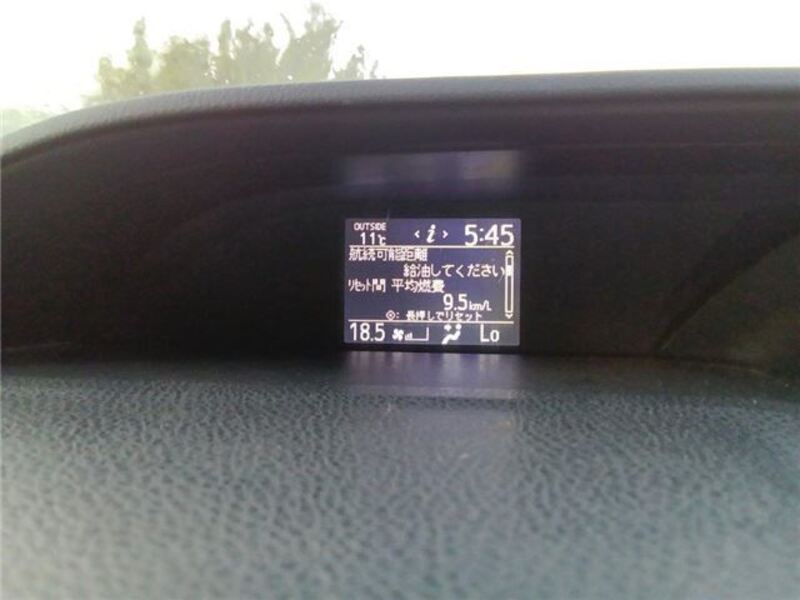 OUTSIDE
11℃ < i > 5:45
航続可能距離
給油してください
リセット間 平均燃費
9.5km/L
◎: 長押しでリセット
18.5 Lo